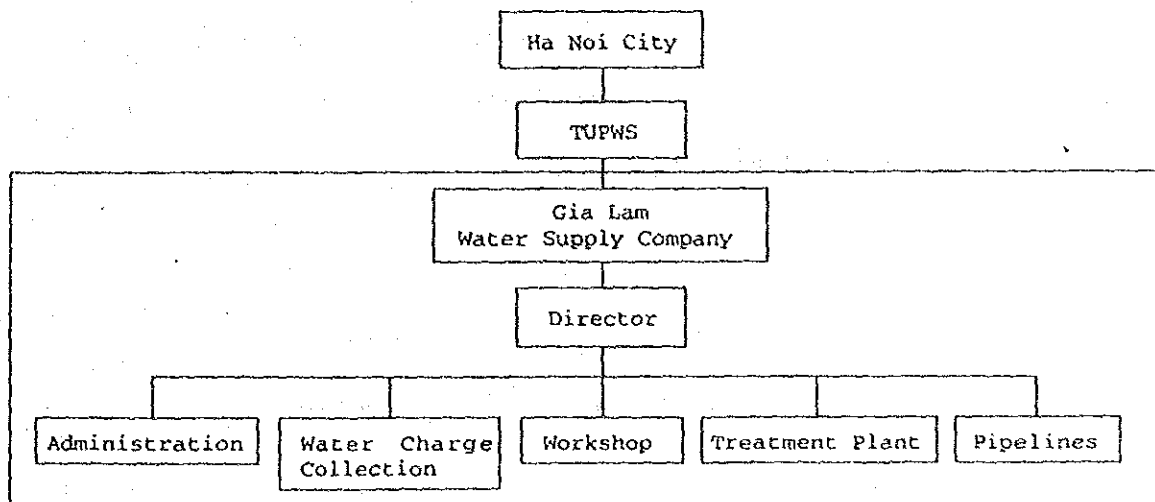 Ha Noi City
TUPWS
Gia Lam
Water Supply Company
Director
Administration
Water Charge
Collection
Workshop
Treatment Plant
Pipelines